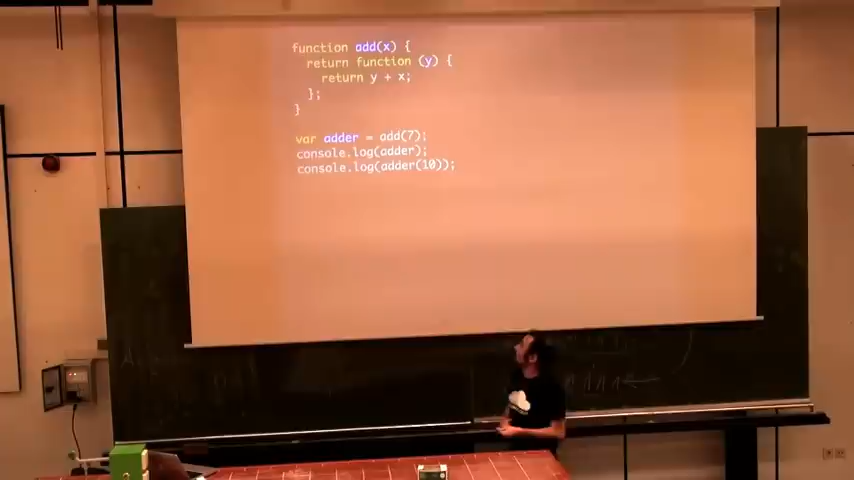 function add(x) {
return function (y) {
return y + x;
};
}
var adder = add(7);
console.log(adder);
console.log(adder(10));